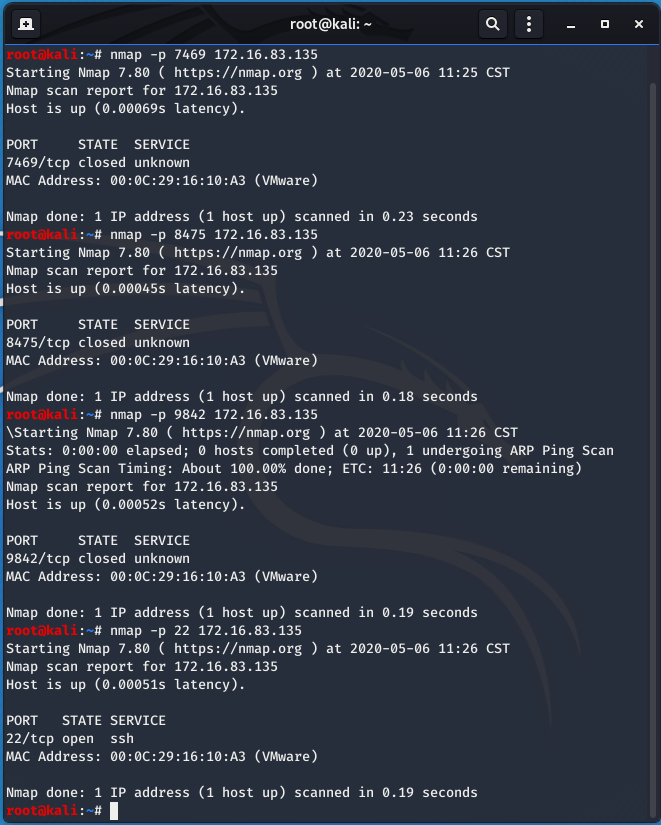 root@kali: ~
root@kali:~# nmap -p 7469 172.16.83.135
Starting Nmap 7.80 ( https://nmap.org ) at 2020-05-06 11:25 CST
Nmap scan report for 172.16.83.135
Host is up (0.00069s latency).
PORT     STATE  SERVICE
7469/tcp closed unknown
MAC Address: 00:0C:29:16:10:A3 (VMware)
Nmap done: 1 IP address (1 host up) scanned in 0.23 seconds
root@kali:~# nmap -p 8475 172.16.83.135
Starting Nmap 7.80 ( https://nmap.org ) at 2020-05-06 11:26 CST
Nmap scan report for 172.16.83.135
Host is up (0.00045s latency).
PORT     STATE  SERVICE
8475/tcp closed unknown
MAC Address: 00:0C:29:16:10:A3 (VMware)
Nmap done: 1 IP address (1 host up) scanned in 0.18 seconds
root@kali:~# nmap -p 9842 172.16.83.135
\Starting Nmap 7.80 ( https://nmap.org ) at 2020-05-06 11:26 CST
Stats: 0:00:00 elapsed; 0 hosts completed (0 up), 1 undergoing ARP Ping Scan
ARP Ping Scan Timing: About 100.00% done; ETC: 11:26 (0:00:00 remaining)
Nmap scan report for 172.16.83.135
Host is up (0.00052s latency).
PORT     STATE  SERVICE
9842/tcp closed unknown
MAC Address: 00:0C:29:16:10:A3 (VMware)
Nmap done: 1 IP address (1 host up) scanned in 0.19 seconds
root@kali:~# nmap -p 22 172.16.83.135
Starting Nmap 7.80 ( https://nmap.org ) at 2020-05-06 11:26 CST
Nmap scan report for 172.16.83.135
Host is up (0.00051s latency).
PORT   STATE SERVICE
22/tcp open  ssh
MAC Address: 00:0C:29:16:10:A3 (VMware)
Nmap done: 1 IP address (1 host up) scanned in 0.19 seconds
root@kali:~#